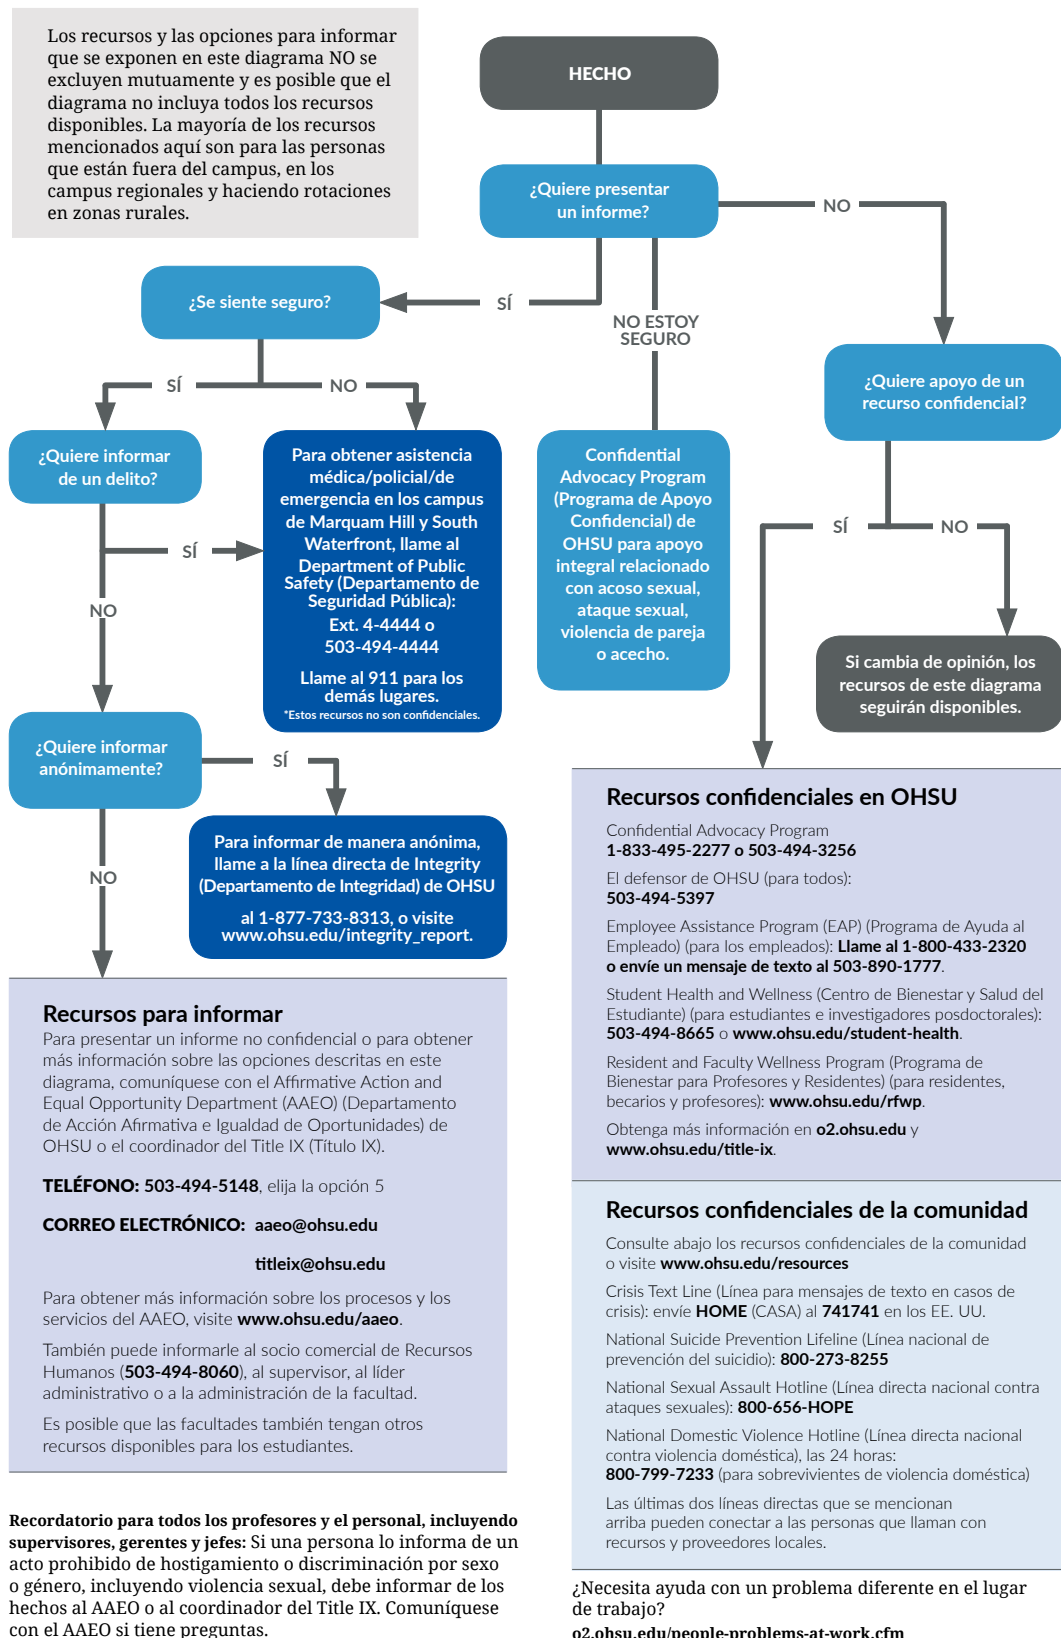 Los recursos y las opciones para informar
que se exponen en este diagrama NO se
excluyen mutuamente y es posible que el
diagrama no incluya todos los recursos
disponibles. La mayoría de los recursos
mencionados aquí son para las personas
que están fuera del campus, en los
campus regionales y haciendo rotaciones
en zonas rurales.
HECHO
¿Quiere presentar
un informe?
NO
SÍ
NO ESTOY
SEGURO
¿Se siente seguro?
SÍ
NO
¿Quiere apoyo de un
recurso confidencial?
SÍ
NO
¿Quiere informar
de un delito?
SÍ
NO
Para obtener asistencia
médica/policial/de
emergencia en los campus
de Marquam Hill y South
Waterfront, llame al
Department of Public
Safety (Departamento de
Seguridad Pública):
Ext. 4-4444 o
503-494-4444
Llame al 911 para los
demás lugares.
*Estos recursos no son confidenciales.
Confidential
Advocacy Program
(Programa de Apoyo
Confidencial) de
OHSU para apoyo
integral relacionado
con acoso sexual,
ataque sexual,
violencia de pareja
o acecho.
Si cambia de opinión, los
recursos de este diagrama
seguirán disponibles.
¿Quiere informar
anónimamente?
SÍ
NO
Para informar de manera anónima,
llame a la línea directa de Integrity
(Departamento de Integridad) de OHSU
al 1-877-733-8313, o visite
www.ohsu.edu/integrity_report.
Recursos para informar
Para presentar un informe no confidencial o para obtener
más información sobre las opciones descritas en este
diagrama, comuníquese con el Affirmative Action and
Equal Opportunity Department (AAEO) (Departamento
de Acción Afirmativa e Igualdad de Oportunidades) de
OHSU o el coordinador del Title IX (Título IX).
TELÉFONO: 503-494-5148, elija la opción 5
CORREO ELECTRÓNICO: aaeo@ohsu.edu
titleix@ohsu.edu
Para obtener más información sobre los procesos y los
servicios del AAEO, visite www.ohsu.edu/aaeo.
También puede informarle al socio comercial de Recursos
Humanos (503-494-8060), al supervisor, al líder
administrativo o a la administración de la facultad.
Es posible que las facultades también tengan otros
recursos disponibles para los estudiantes.
Recordatorio para todos los profesores y el personal, incluyendo
supervisores, gerentes y jefes: Si una persona lo informa de un
acto prohibido de hostigamiento o discriminación por sexo
o género, incluyendo violencia sexual, debe informar de los
hechos al AAEO o al coordinador del Title IX. Comuníquese
con el AAEO si tiene preguntas.
Recursos confidenciales en OHSU
Confidential Advocacy Program
1-833-495-2277 o 503-494-3256
El defensor de OHSU (para todos):
503-494-5397
Employee Assistance Program (EAP) (Programa de Ayuda al
Empleado) (para los empleados): Llame al 1-800-433-2320
o envíe un mensaje de texto al 503-890-1777.
Student Health and Wellness (Centro de Bienestar y Salud del
Estudiante) (para estudiantes e investigadores posdoctorales):
503-494-8665 o www.ohsu.edu/student-health.
Resident and Faculty Wellness Program (Programa de
Bienestar para Profesores y Residentes) (para residentes,
becarios y profesores): www.ohsu.edu/rfwp.
Obtenga más información en o2.ohsu.edu y
www.ohsu.edu/title-ix.
Recursos confidenciales de la comunidad
Consulte abajo los recursos confidenciales de la comunidad
o visite www.ohsu.edu/resources
Crisis Text Line (Línea para mensajes de texto en casos de
crisis): envíe HOME (CASA) al 741741 en los EE. UU.
National Suicide Prevention Lifeline (Línea nacional de
prevención del suicidio): 800-273-8255
National Sexual Assault Hotline (Línea directa nacional contra
ataques sexuales): 800-656-HOPE
National Domestic Violence Hotline (Línea directa nacional
contra violencia doméstica), las 24 horas:
800-799-7233 (para sobrevivientes de violencia doméstica)
Las últimas dos líneas directas que se mencionan
arriba pueden conectar a las personas que llaman con
recursos y proveedores locales.
¿Necesita ayuda con un problema diferente en el lugar
de trabajo?
o2.ohsu.edu/people-problems-at-work.cfm